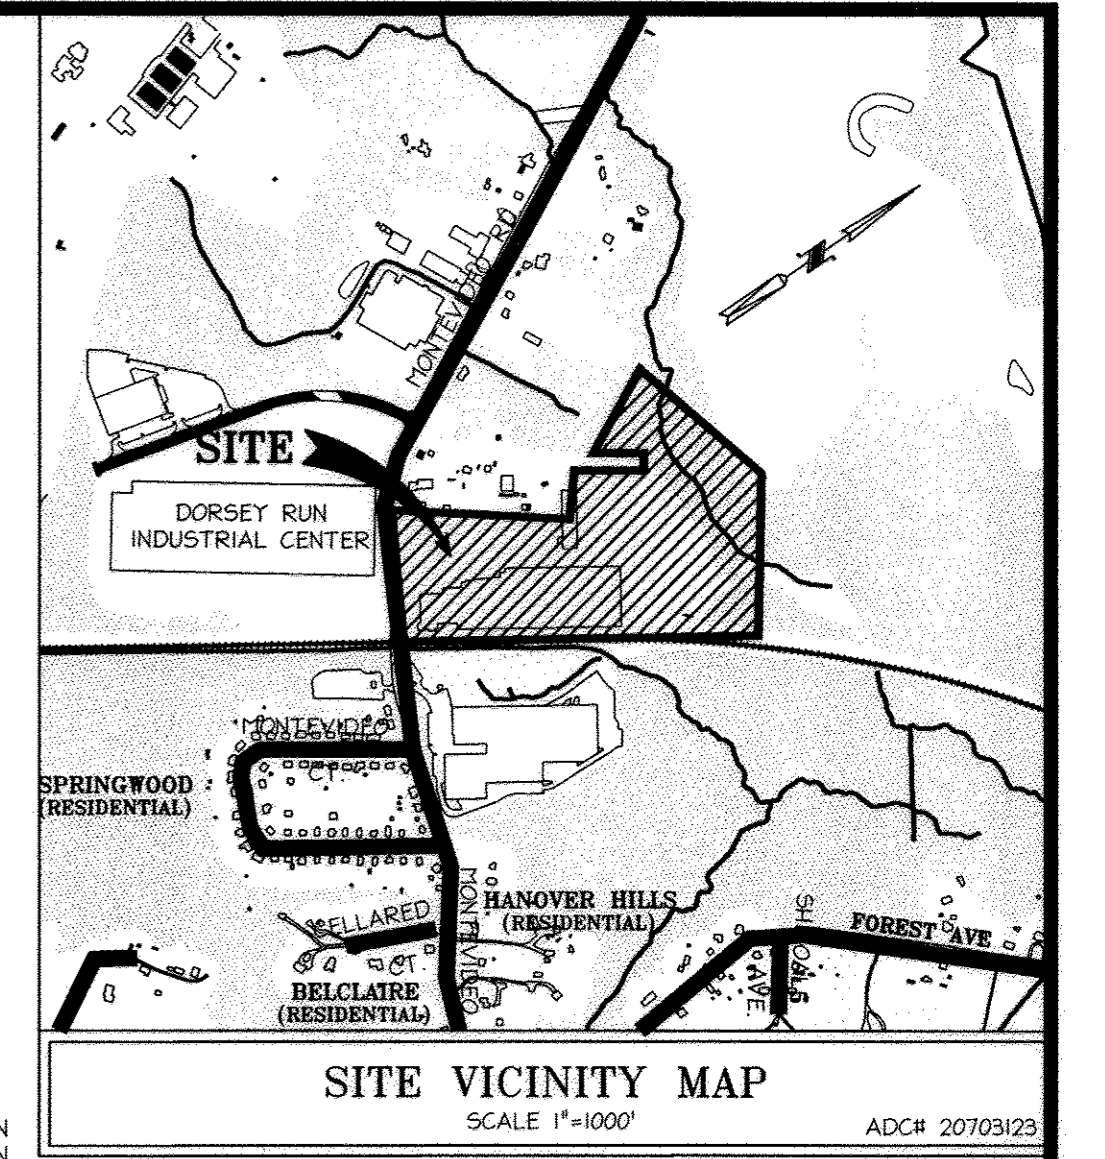 MONTEVIDEO RD
N
SITE
DORSEY RUN
INDUSTRIAL CENTER
MONTEVIDEO
CT.
SPRINGWOOD
(RESIDENTIAL)
MONTEVIDEO
HANOVER HILLS
(RESIDENTIAL)
CELLARED
CT.
BELCLAIRE
(RESIDENTIAL)
FOREST AVE
AVE.
SITE VICINITY MAP
SCALE 1"=1000'
ADC# 20703123
N
N